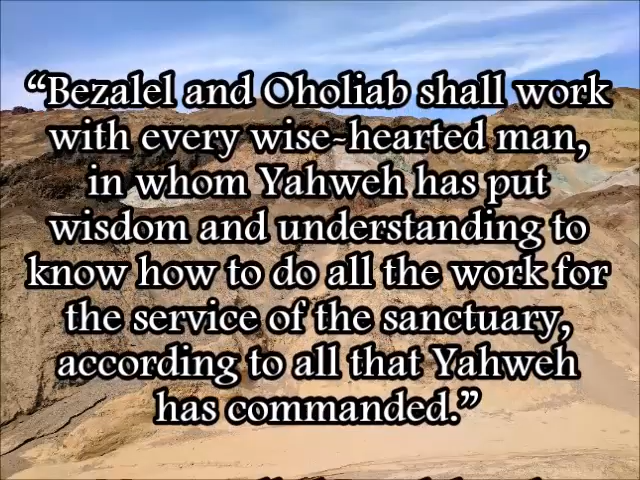 “Bezalel and Oholiab shall work
with every wise-hearted man,
in whom Yahweh has put
wisdom and understanding to
know how to do all the work for
the service of the sanctuary,
according to all that Yahweh
has commanded.”